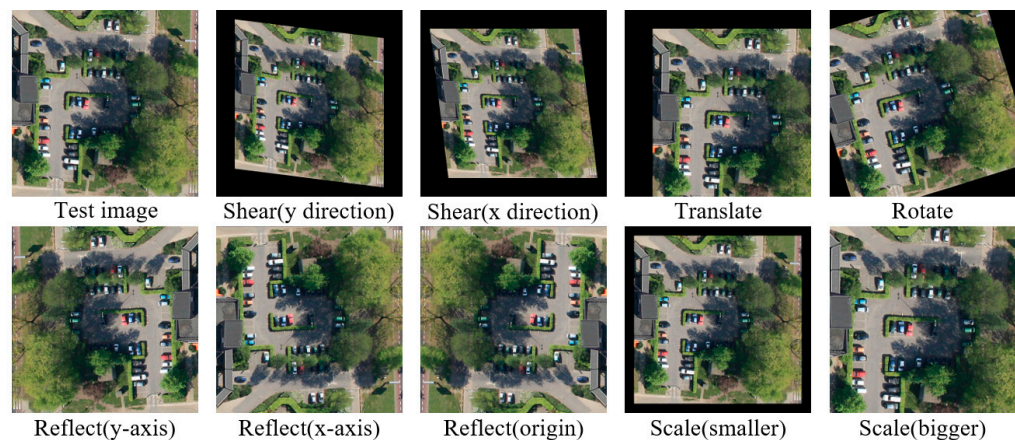 Test image
Shear(y direction)
Shear(x direction)
Translate
Rotate
Reflect(y-axis)
Reflect(x-axis)
Reflect(origin)
Scale(smaller)
Scale(bigger)